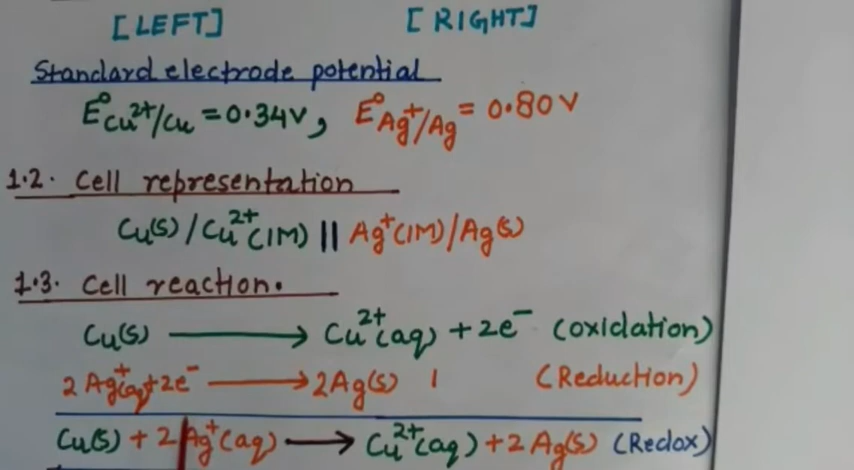 [LEFT] [RIGHT]
Standard electrode potential
E°Cu²⁺/Cu = 0.34V, E°Ag⁺/Ag = 0.80V
1.2. Cell representation
Cu(s) / Cu²⁺(1M) || Ag⁺(1M)/Ag(s)
1.3. Cell reaction.
Cu(s) ⟶ Cu²⁺(aq) + 2e⁻ (oxidation)
2Ag⁺(aq)+2e⁻ ⟶ 2Ag(s) (Reduction)
Cu(s) + 2Ag⁺(aq) ⟶ Cu²⁺(aq) + 2Ag(s) (Redox)